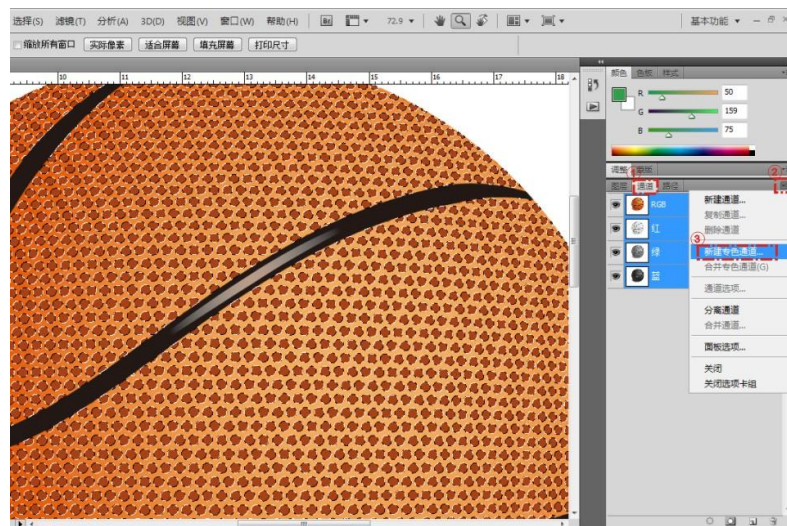 选择(S) 滤镜(T) 分析(A) 3D(D) 视图(V) 窗口(W) 帮助(H) Br 72.9 基本功能
缩放所有窗口 实际像素 适合屏幕 填充屏幕 打印尺寸
10 11 12 13 14 15 16 17 18
颜色 色板 样式
R 50
G 159
B 75
调整 蒙版
① ②
图层 通道 路径
RGB
红
绿
蓝
新建通道...
复制通道...
删除通道
③
新建专色通道...
合并专色通道(G)
通道选项...
分离通道
合并通道...
面板选项...
关闭
关闭选项卡组